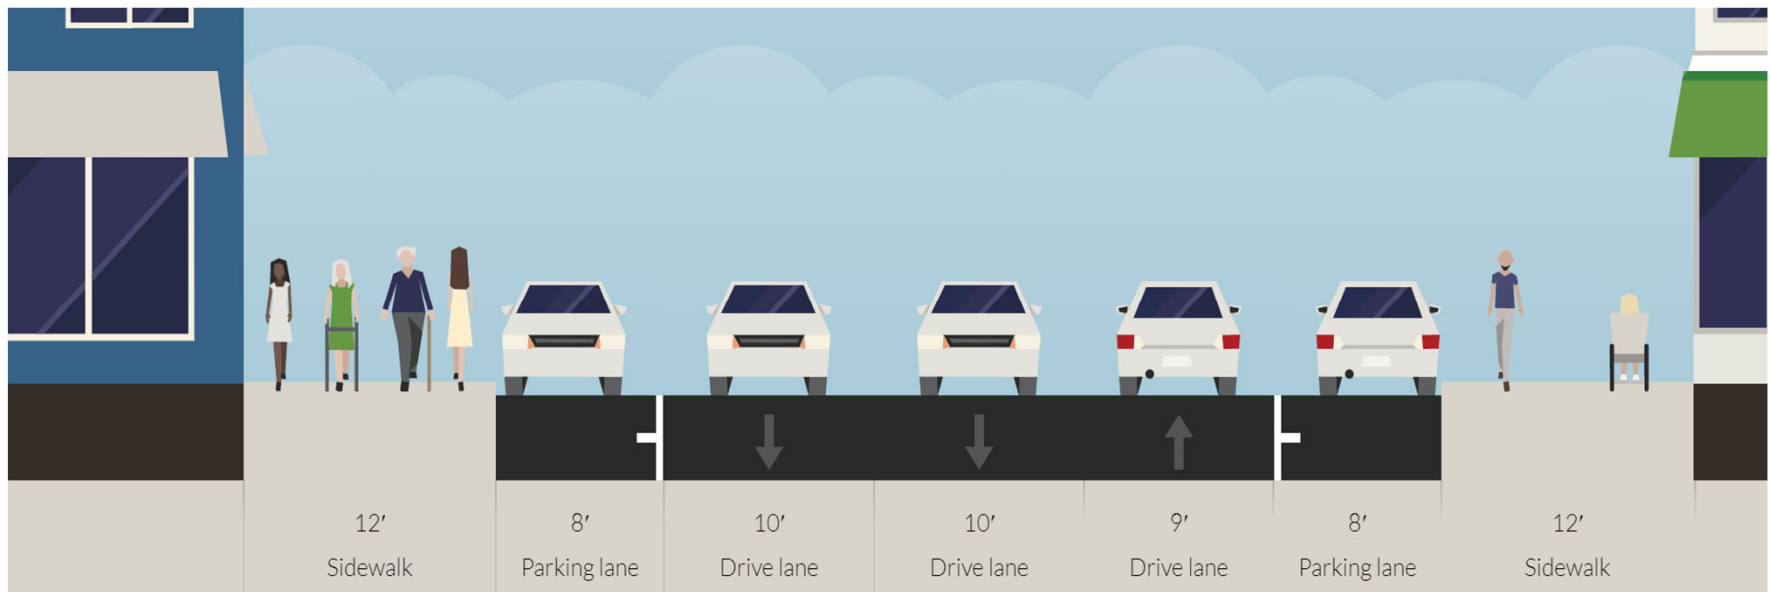 12′ 8′ 10′ 10′ 9′ 8′ 12′
Sidewalk Parking lane Drive lane Drive lane Drive lane Parking lane Sidewalk